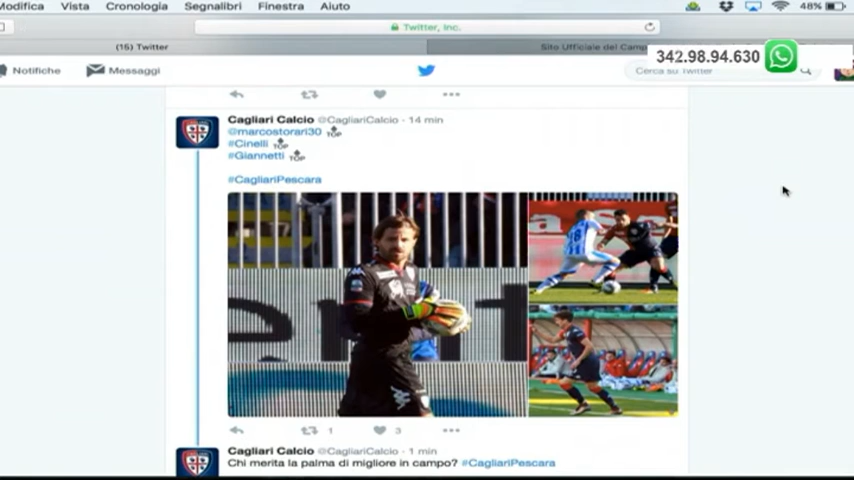 Modifica Vista Cronologia Segnalibri Finestra Aiuto 48%
Twitter, Inc.
(15) Twitter
Sito Ufficiale del
342.98.94.630
Notifiche Messaggi Cerca su Twitter
Cagliari Calcio @CagliariCalcio · 14 min
@marcostorari30 TOP
#Cinelli TOP
#Giannetti TOP
#CagliariPescara
1 3
Cagliari Calcio @CagliariCalcio · 1 min
Chi merita la palma di migliore in campo? #CagliariPescara